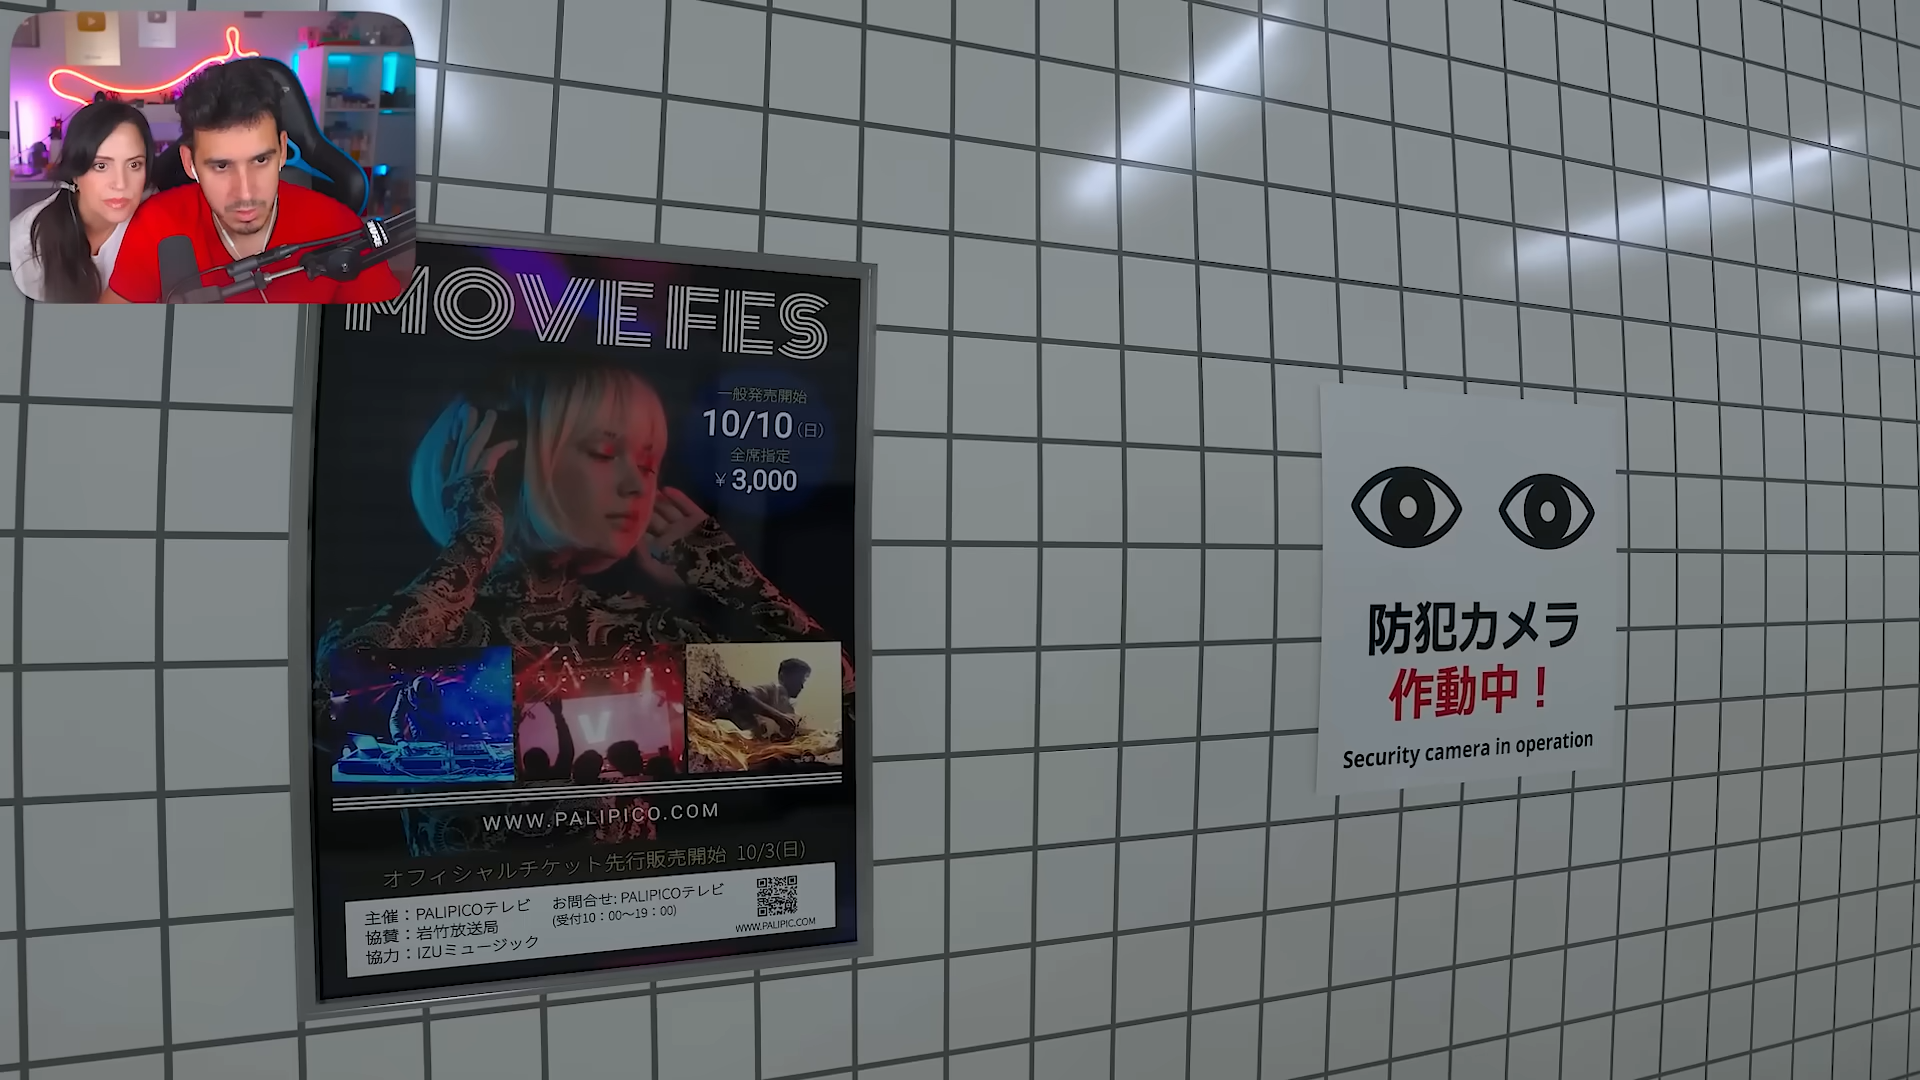 MOVE FES
一般発売開始
10/10(日)
全席指定
¥3,000
V
WWW.PALIPICO.COM
オフィシャルチケット先行販売開始 10/3(日)
主催：PALIPICOテレビ
協賛：岩竹放送局
協力：IZUミュージック
お問合せ: PALIPICOテレビ
(受付10：00〜19：00)
WWW.PALIPIC.COM
防犯カメラ
作動中！
Security camera in operation